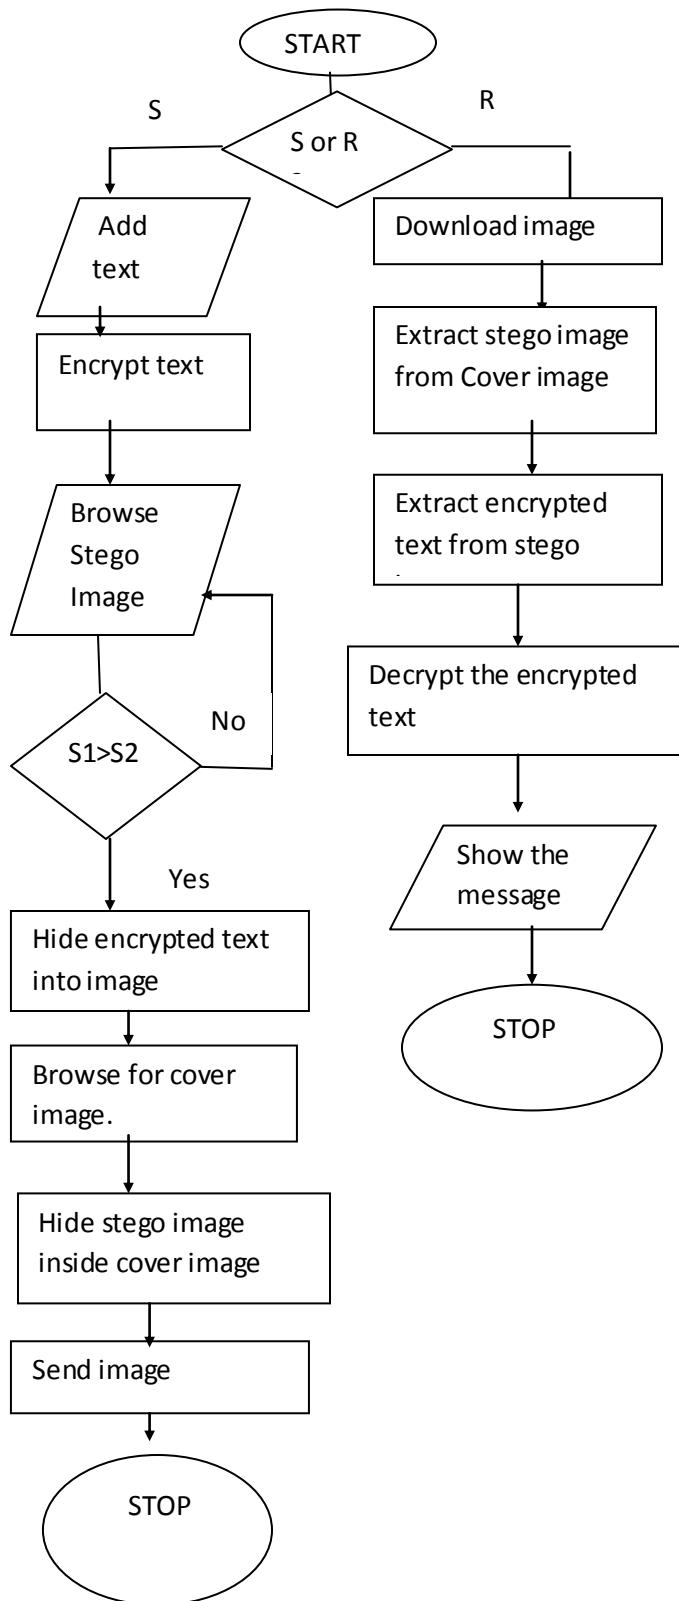 START
S
R
S or R
Add
text
Encrypt text
Browse
Stego
Image
No
S1>S2
Yes
Hide encrypted text
into image
Browse for cover
image.
Hide stego image
inside cover image
Send image
STOP
Download image
Extract stego image
from Cover image
Extract encrypted
text from stego
Decrypt the encrypted
text
Show the
message
STOP